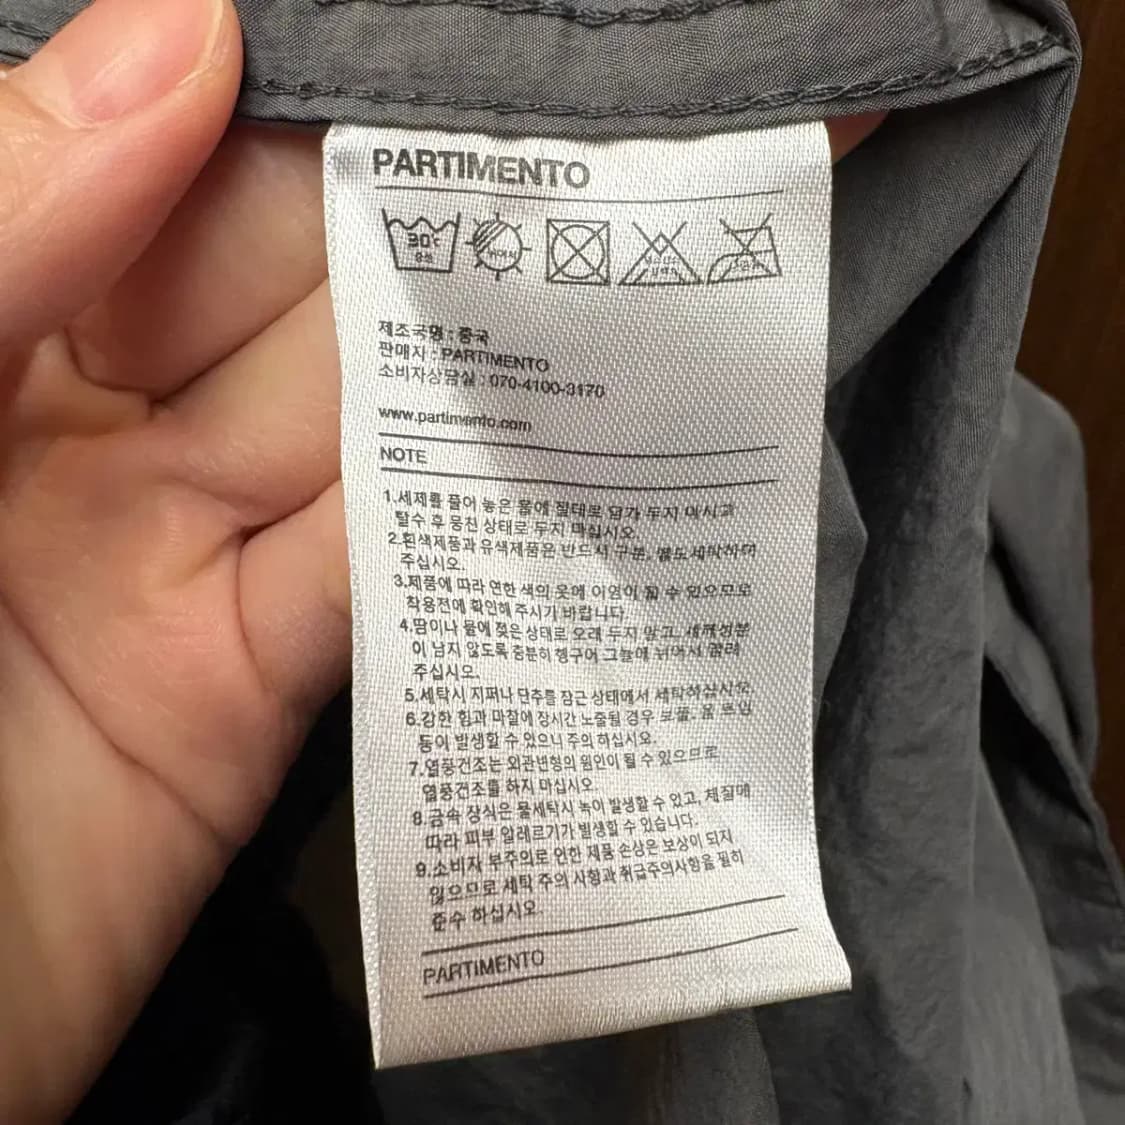 PARTIMENTO
30℃
중성
뉘어서
제조국명 : 중국
판매자 : PARTIMENTO
소비자상담실 : 070-4100-3170
www.partimento.com
NOTE
1.세제를 풀어 놓은 물에 절대로 담가 두지 마시고
탈수 후 뭉친 상태로 두지 마십시오.
2.흰색제품과 유색제품은 반드시 구분, 별도세탁하여
주십시오.
3.제품에 따라 연한 색의 옷에 이염이 될 수 있으므로
착용전에 확인해 주시기 바랍니다.
4.땀이나 물에 젖은 상태로 오래 두지 말고, 세제성분
이 남지 않도록 충분히 헹구어 그늘에 뉘어서 말려
주십시오.
5.세탁시 지퍼나 단추를 잠근 상태에서 세탁하십시오.
6.강한 힘과 마찰에 장시간 노출될 경우 보풀, 올 트임
등이 발생할 수 있으니 주의 하십시오.
7.열풍건조는 외관변형의 원인이 될 수 있으므로
열풍건조를 하지 마십시오.
8.금속 장식은 물세탁시 녹이 발생할 수 있고, 체질에
따라 피부 알레르기가 발생할 수 있습니다.
9.소비자 부주의로 인한 제품 손상은 보상이 되지
않으므로 세탁 주의 사항과 취급주의사항을 필히
준수 하십시오.
PARTIMENTO